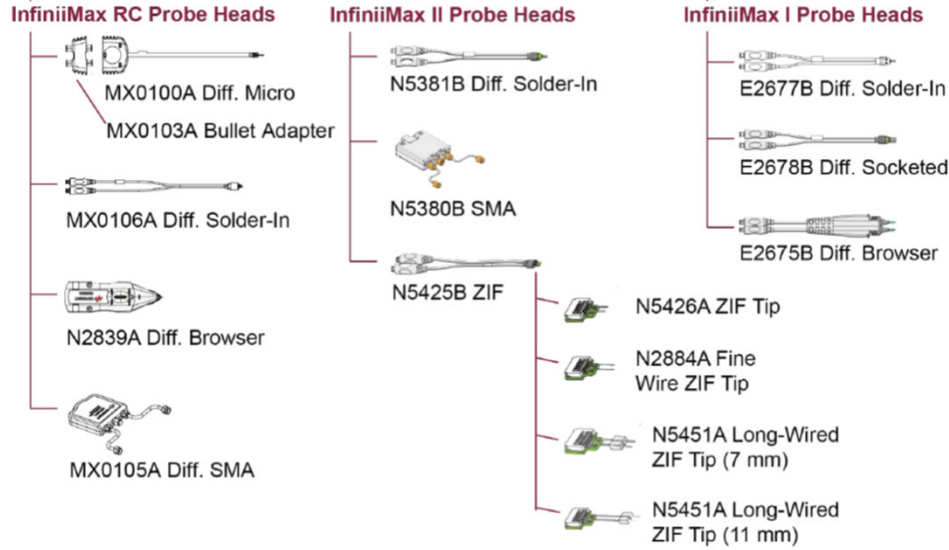 InfiniiMax RC Probe Heads
MX0100A Diff. Micro
MX0103A Bullet Adapter
MX0106A Diff. Solder-In
N2839A Diff. Browser
MX0105A Diff. SMA
InfiniiMax II Probe Heads
N5381B Diff. Solder-In
N5380B SMA
N5425B ZIF
N5426A ZIF Tip
N2884A Fine
Wire ZIF Tip
N5451A Long-Wired
ZIF Tip (7 mm)
N5451A Long-Wired
ZIF Tip (11 mm)
InfiniiMax I Probe Heads
E2677B Diff. Solder-In
E2678B Diff. Socketed
E2675B Diff. Browser